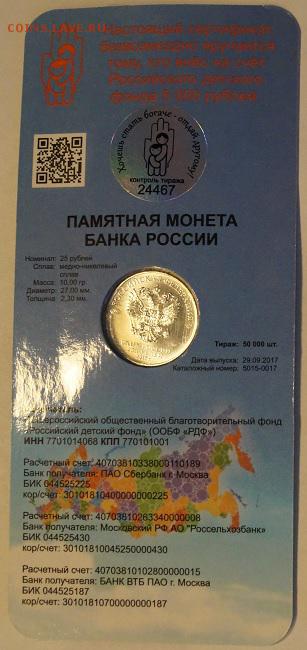 COINS.LAVE.RU
Настоящий сертификат
безвозмездно вручается
тому, кто внёс на счёт
Российского детского
фонда 5 000 рублей
Хочешь стать богаче - отдай другому!
контроль тиража
24467
ПАМЯТНАЯ МОНЕТА
БАНКА РОССИИ
Номинал: 25 рублей
Сплав: медно-никелевый
сплав
Масса: 10,00 гр.
Диаметр: 27,00 мм.
Толщина: 2,30 мм.
Тираж: 50 000 шт.
Дата выпуска: 29.09.2017
Каталожный номер: 5015-0017
Общероссийский общественный благотворительный фонд
«Российский детский фонд» (ООБФ «РДФ»)
ИНН 7701014068 КПП 770101001
Расчетный счет: 40703810338000110189
Банк получателя: ПАО Сбербанк г.Москва
БИК 044525225
кор/счет: 30101810400000000225
Расчетный счет: 40703810263340000008
Банк получателя: Московский РФ АО "Россельхозбанк"
БИК 044525430
кор/счет: 30101810045250000430
Расчетный счет: 40703810102800000015
Банк получателя: БАНК ВТБ ПАО г. Москва
БИК 044525187
кор/счет: 30101810700000000187